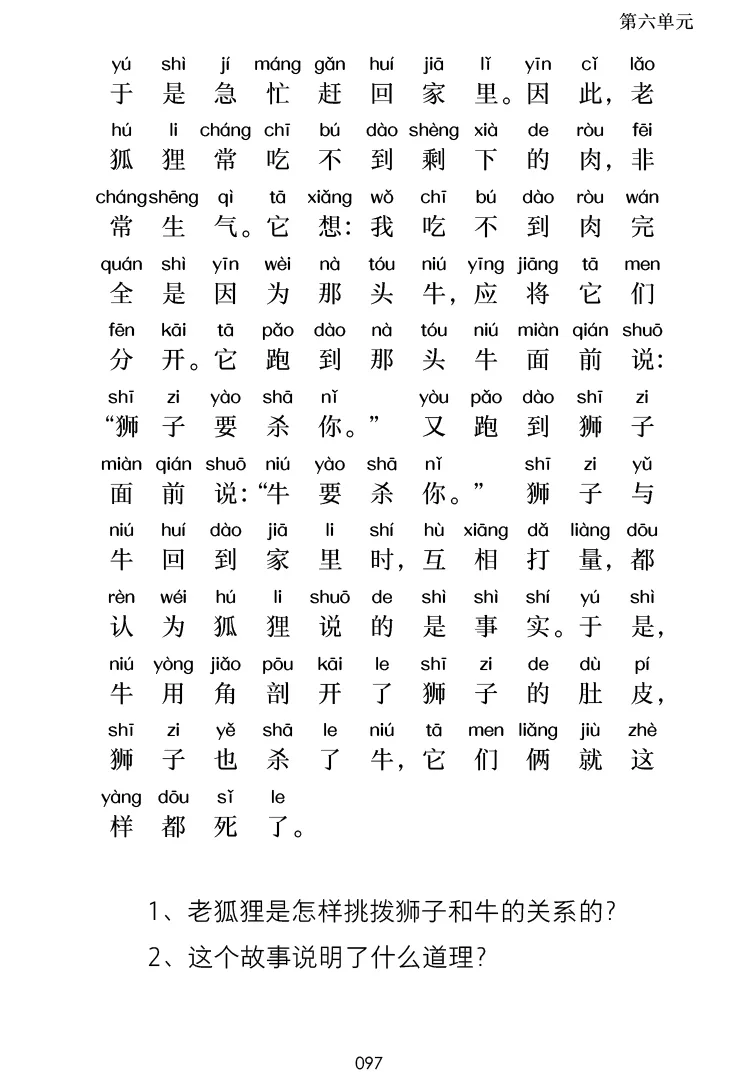 第六单元
yú shì jí máng gǎn huí jiā lǐ yīn cǐ lǎo
于是急忙赶回家里。因此,老
hú li cháng chī bú dào shèng xià de ròu fēi
狐狸常吃不到剩下的肉,非
cháng shēng qì tā xiǎng wǒ chī bú dào ròu wán
常生气。它想:我吃不到肉完
quán shì yīn wèi nà tóu niú yīng jiāng tā men
全是因为那头牛,应将它们
fēn kāi tā pǎo dào nà tóu niú miàn qián shuō
分开。它跑到那头牛面前说:
shī zi yào shā nǐ yòu pǎo dào shī zi
“狮子要杀你。” 又跑到狮子
miàn qián shuō niú yào shā nǐ shī zi yǔ
面前说:“牛要杀你。” 狮子与
niú huí dào jiā li shí hù xiāng dǎ liàng dōu
牛回到家里时,互相打量,都
rèn wéi hú li shuō de shì shì shí yú shì
认为狐狸说的是事实。于是,
niú yòng jiǎo pōu kāi le shī zi de dù pí
牛用角剖开了狮子的肚皮,
shī zi yě shā le niú tā men liǎng jiù zhè
狮子也杀了牛,它们俩就这
yàng dōu sǐ le
样都死了。
1、老狐狸是怎样挑拨狮子和牛的关系的?
2、这个故事说明了什么道理?
097